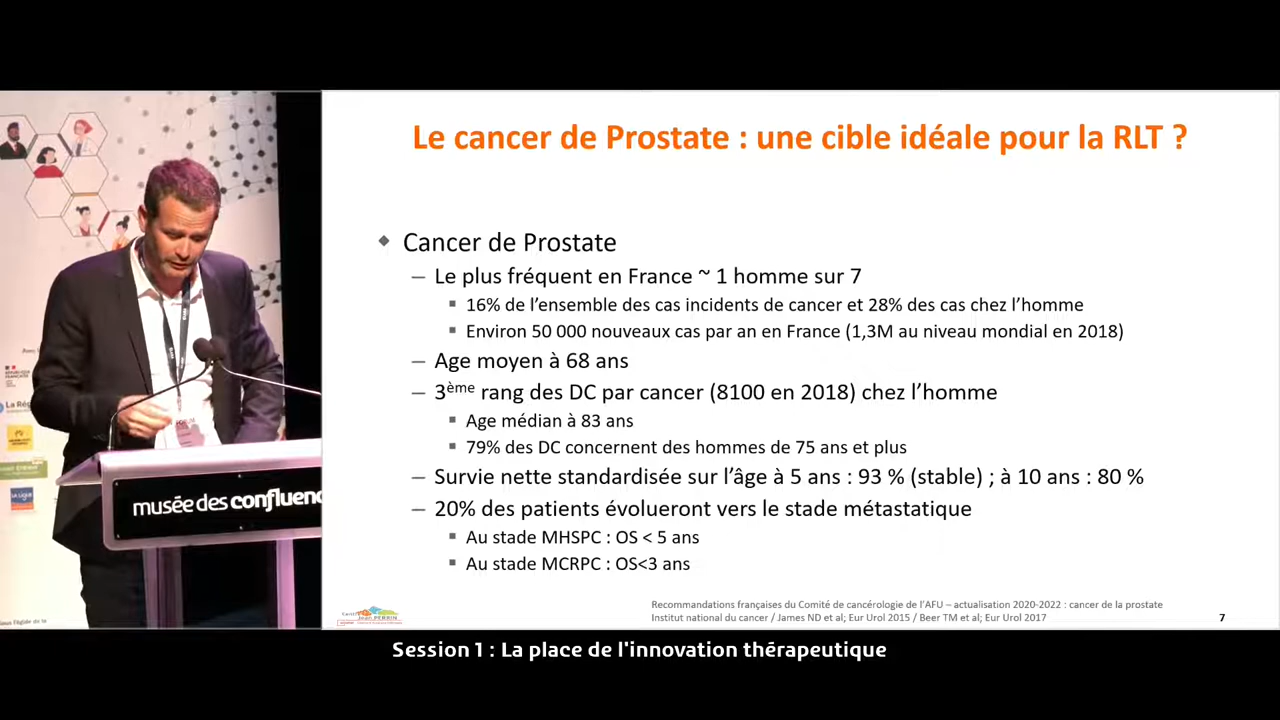 Le cancer de Prostate : une cible idéale pour la RLT ?
◆ Cancer de Prostate
– Le plus fréquent en France ~ 1 homme sur 7
▪ 16% de l'ensemble des cas incidents de cancer et 28% des cas chez l'homme
▪ Environ 50 000 nouveaux cas par an en France (1,3M au niveau mondial en 2018)
– Age moyen à 68 ans
– 3ème rang des DC par cancer (8100 en 2018) chez l'homme
▪ Age médian à 83 ans
▪ 79% des DC concernent des hommes de 75 ans et plus
– Survie nette standardisée sur l'âge à 5 ans : 93 % (stable) ; à 10 ans : 80 %
– 20% des patients évolueront vers le stade métastatique
▪ Au stade MHSPC : OS < 5 ans
▪ Au stade MCRPC : OS<3 ans
Recommandations françaises du Comité de cancérologie de l'AFU – actualisation 2020-2022 : cancer de la prostate
Institut national du cancer / James ND et al; Eur Urol 2015 / Beer TM et al; Eur Urol 2017
7
Jean PERRIN
musée des confluenc
La Ré
LA LIGUE
Session 1 : La place de l'innovation thérapeutique